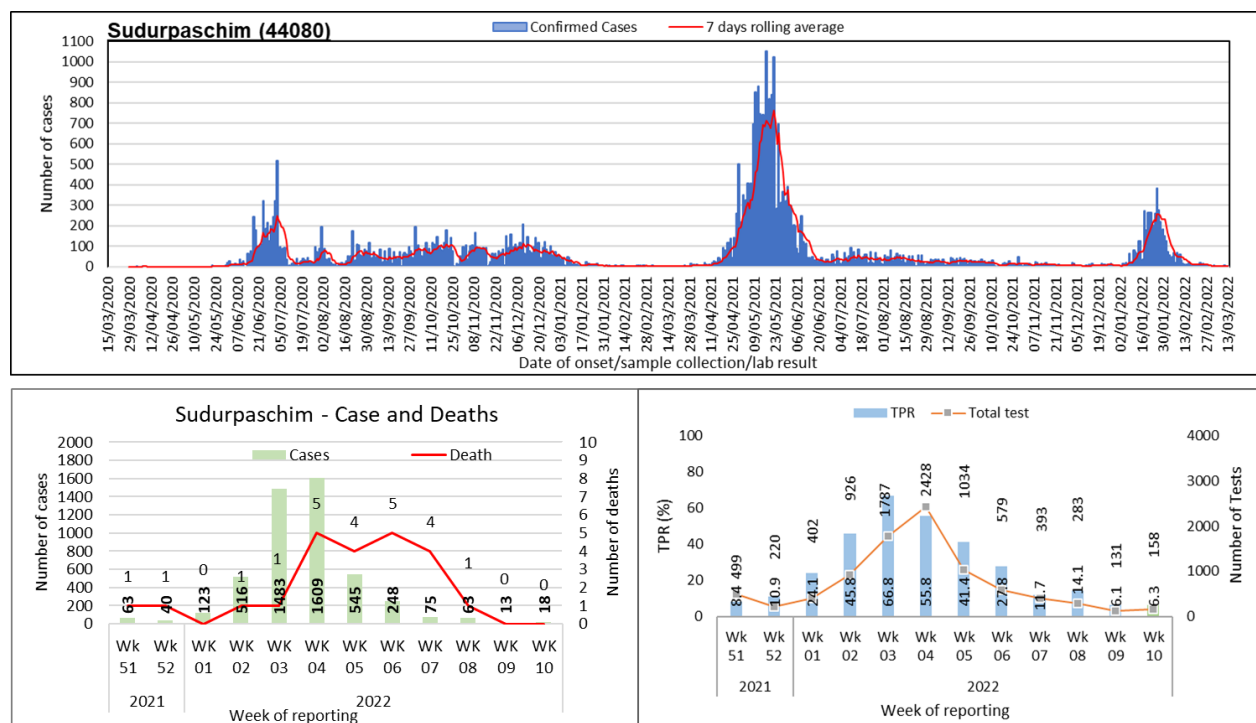 Sudurpaschim (44080)
Confirmed Cases 7 days rolling average
Number of cases
1100
1000
900
800
700
600
500
400
300
200
100
0
15/03/2020 29/03/2020 12/04/2020 26/04/2020 10/05/2020 24/05/2020 07/06/2020 21/06/2020 05/07/2020 19/07/2020 02/08/2020 16/08/2020 30/08/2020 13/09/2020 27/09/2020 11/10/2020 25/10/2020 08/11/2020 22/11/2020 06/12/2020 20/12/2020 03/01/2021 17/01/2021 31/01/2021 14/02/2021 28/02/2021 14/03/2021 28/03/2021 11/04/2021 25/04/2021 09/05/2021 23/05/2021 06/06/2021 20/06/2021 04/07/2021 18/07/2021 01/08/2021 15/08/2021 29/08/2021 12/09/2021 26/09/2021 10/10/2021 24/10/2021 07/11/2021 21/11/2021 05/12/2021 19/12/2021 02/01/2022 16/01/2022 30/01/2022 13/02/2022 27/02/2022 13/03/2022
Date of onset/sample collection/lab result
Sudurpaschim - Case and Deaths
Cases Death
Number of cases
2000
1800
1600
1400
1200
1000
800
600
400
200
0
10
9
8
7
6
5
4
3
2
1
0
Number of deaths
1 1 0 1 1 5 4 5 4 1 0 0
63 40 123 516 1483 1609 545 248 75 63 13 18
Wk Wk WK WK WK WK WK WK WK WK WK WK
51 52 01 02 03 04 05 06 07 08 09 10
2021 2022
Week of reporting
TPR Total test
TPR (%)
100
80
60
40
20
0
4000
3000
2000
1000
0
Number of Tests
499 220 402 926 1787 2428 1034 579 393 283 131 158
8.4 10.9 24.1 45.8 66.8 55.8 41.4 27.8 11.7 14.1 6.1 6.3
Wk Wk Wk Wk Wk Wk Wk Wk Wk Wk Wk Wk
51 52 01 02 03 04 05 06 07 08 09 10
2021 2022
Week of reporting